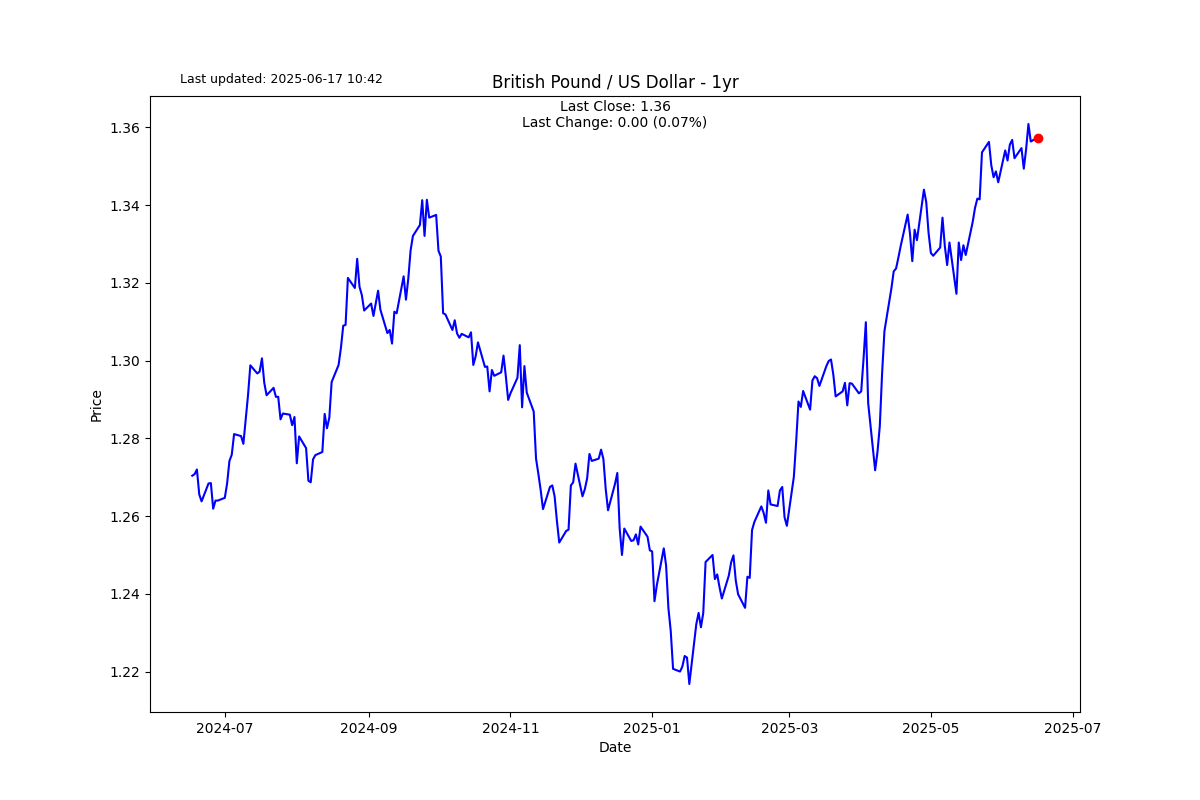 Last updated: 2025-06-17 10:42
British Pound / US Dollar - 1yr
Last Close: 1.36
Last Change: 0.00 (0.07%)
Price
1.36
1.34
1.32
1.30
1.28
1.26
1.24
1.22
2024-07 2024-09 2024-11 2025-01 2025-03 2025-05 2025-07
Date